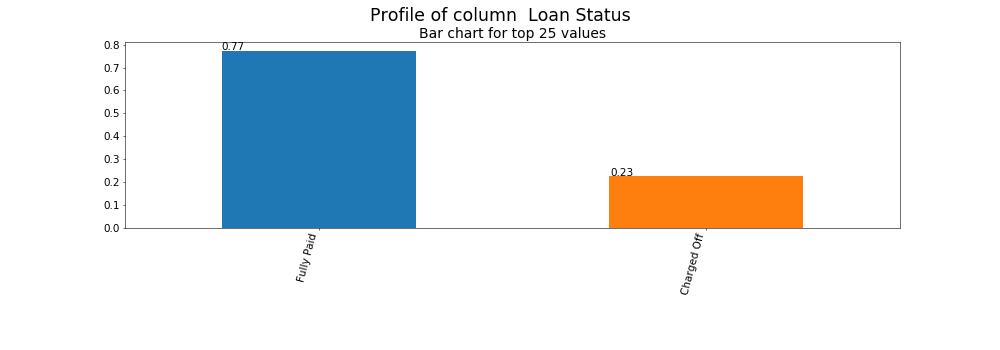 Profile of column  Loan Status
Bar chart for top 25 values
0.8
0.7
0.6
0.5
0.4
0.3
0.2
0.1
0.0
0.77
0.23
Fully Paid
Charged Off